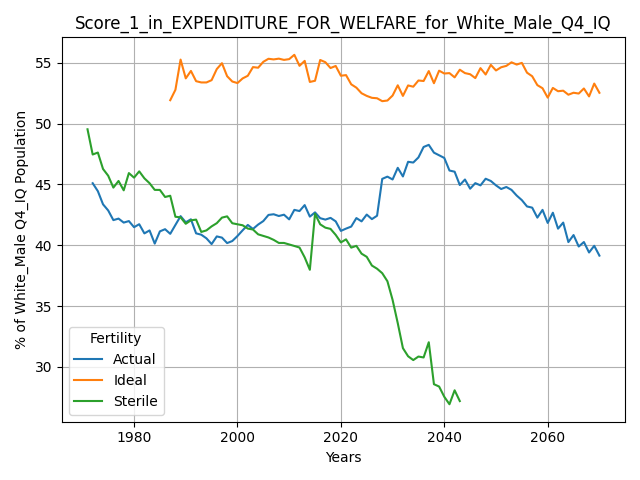 Score_1_in_EXPENDITURE_FOR_WELFARE_for_White_Male_Q4_IQ
% of White_Male Q4_IQ Population
55
50
45
40
35
30
Fertility
Actual
Ideal
Sterile
1980
2000
2020
2040
2060
Years